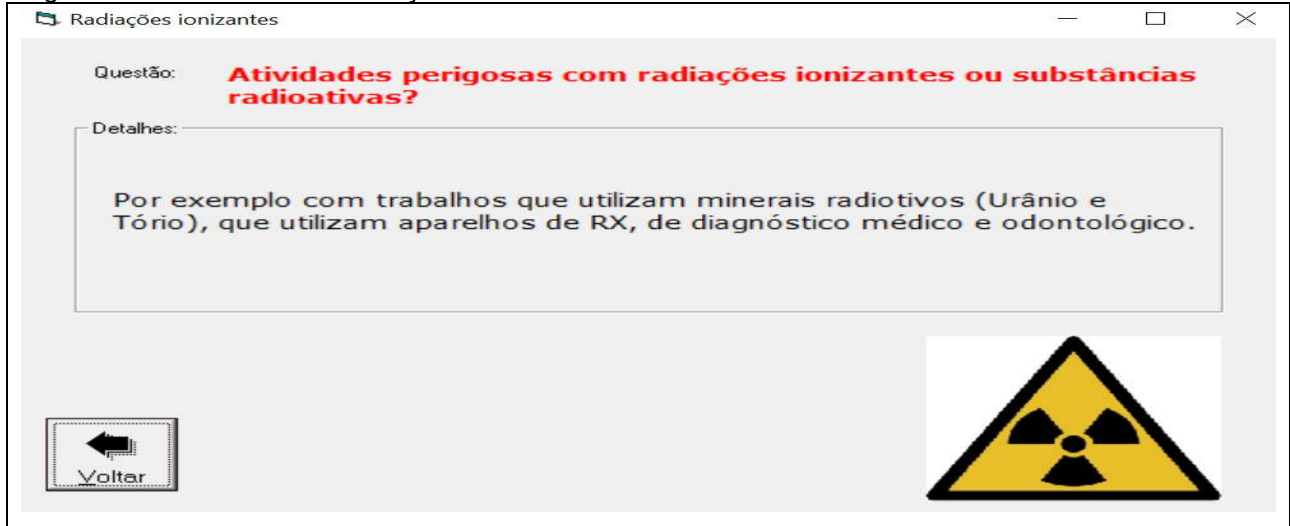 Radiações ionizantes
Questão:
Atividades perigosas com radiações ionizantes ou substâncias
radioativas?
Detalhes:
Por exemplo com trabalhos que utilizam minerais radiotivos (Urânio e
Tório), que utilizam aparelhos de RX, de diagnóstico médico e odontológico.
Voltar